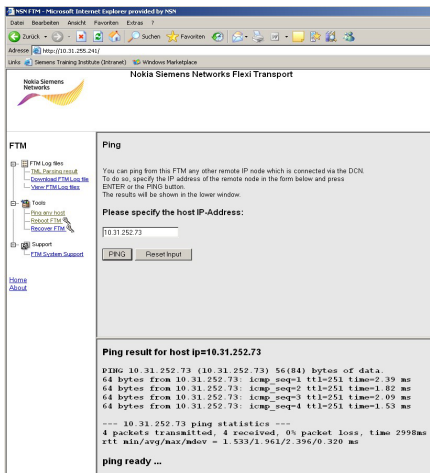 NSN FTM - Microsoft Internet Explorer provided by NSN
Datei Bearbeiten Ansicht Favoriten Extras ?
Zurück Suchen Favoriten
Adresse http://10.31.255.241/
Links Siemens Training Institute (Intranet) Windows Marketplace
Nokia Siemens Networks
Nokia Siemens Networks Flexi Transport
FTM
FTM Log files
TML Parsing result
Download FTM Log file
View FTM Log files
Tools
Ping any host
Reboot FTM
Recover FTM
Support
FTM System Support
Home
About
Ping
You can ping from this FTM any other remote IP node which is connected via the DCN.
To do so, specify the IP address of the remote node in the form below and press
ENTER or the PING button.
The results will be shown in the lower window.
Please specify the host IP-Address:
10.31.252.73
PING Reset Input
Ping result for host ip=10.31.252.73
PING 10.31.252.73 (10.31.252.73) 56(84) bytes of data.
64 bytes from 10.31.252.73: icmp_seq=1 ttl=251 time=2.39 ms
64 bytes from 10.31.252.73: icmp_seq=2 ttl=251 time=1.82 ms
64 bytes from 10.31.252.73: icmp_seq=3 ttl=251 time=2.09 ms
64 bytes from 10.31.252.73: icmp_seq=4 ttl=251 time=1.53 ms
--- 10.31.252.73 ping statistics ---
4 packets transmitted, 4 received, 0% packet loss, time 2998ms
rtt min/avg/max/mdev = 1.533/1.961/2.396/0.320 ms
ping ready ...